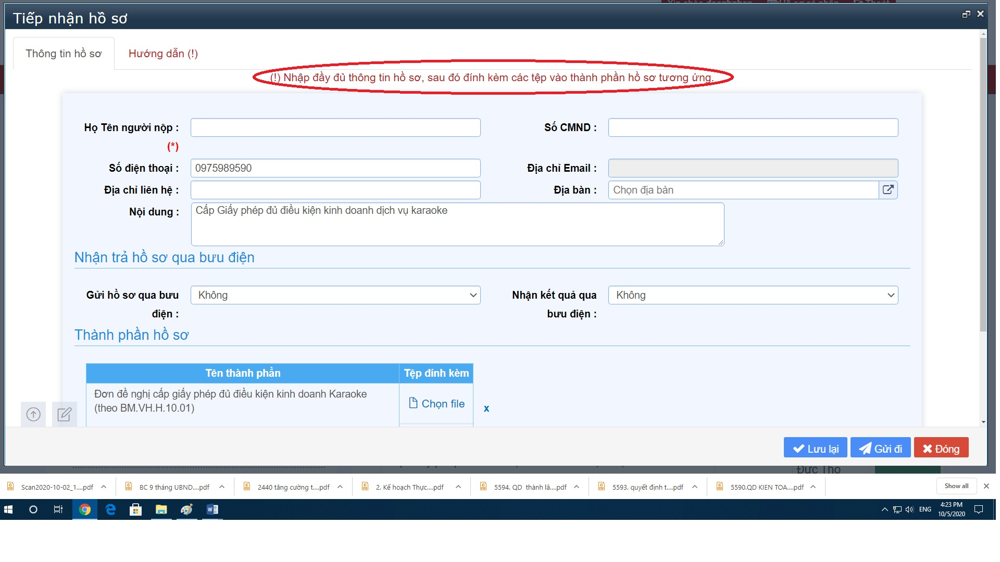 Tiếp nhận hồ sơ
Thông tin hồ sơ
Hướng dẫn (!)
(!) Nhập đầy đủ thông tin hồ sơ, sau đó đính kèm các tệp vào thành phần hồ sơ tương ứng.
Họ Tên người nộp :
(*)
Số CMND :
Số điện thoại :
0975989590
Địa chỉ Email :
Địa chỉ liên hệ :
Địa bàn :
Chọn địa bàn
Nội dung :
Cấp Giấy phép đủ điều kiện kinh doanh dịch vụ karaoke
Nhận trả hồ sơ qua bưu điện
Gửi hồ sơ qua bưu
điện :
Không
Nhận kết quả qua
bưu điện :
Không
Thành phần hồ sơ
Tên thành phần
Tệp đính kèm
Đơn đề nghị cấp giấy phép đủ điều kiện kinh doanh Karaoke
(theo BM.VH.H.10.01)
Chọn file
x
Lưu lại
Gửi đi
Đóng
Đức Thọ
Scan2020-10-02_1....pdf
BC 9 tháng UBND....pdf
2440 tăng cường t....pdf
2. Kế hoạch Thực....pdf
5594. QD thành lâ....pdf
5593. quyết định t....pdf
5590.QD KIEN TOA....pdf
Show all
ENG
4:23 PM
10/5/2020